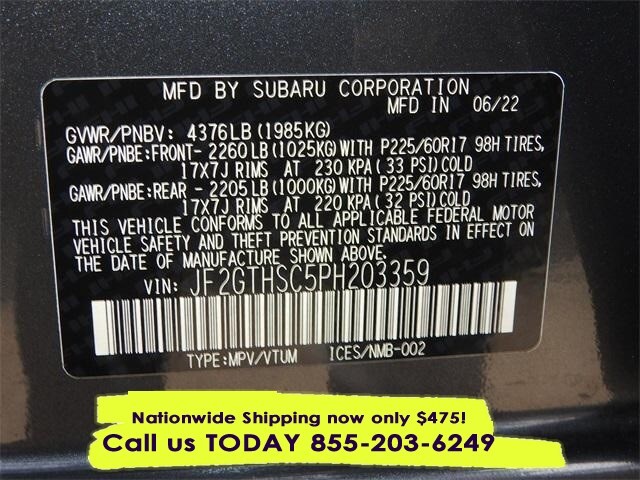 MFD BY SUBARU CORPORATION
MFD IN 06/22
GVWR/PNBV: 4376LB (1985KG)
GAWR/PNBE:FRONT- 2260 LB (1025KG) WITH P225/60R17 98H TIRES,
17X7J RIMS AT 230 KPA ( 33 PSI) COLD
GAWR/PNBE:REAR - 2205 LB (1000KG) WITH P225/60R17 98H TIRES,
17X7J RIMS AT 220 KPA ( 32 PSI) COLD
THIS VEHICLE CONFORMS TO ALL APPLICABLE FEDERAL MOTOR
VEHICLE SAFETY AND THEFT PREVENTION STANDARDS IN EFFECT ON
THE DATE OF MANUFACTURE SHOWN ABOVE.
VIN: JF2GTHSC5PH203359
TYPE:MPV/VTUM ICES/NMB-002
Nationwide Shipping now only $475!
Call us TODAY 855-203-6249